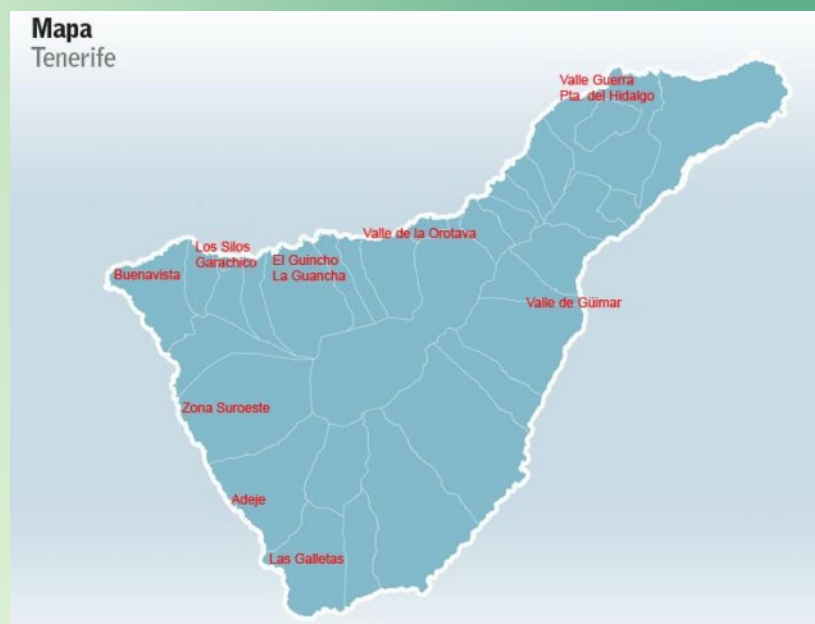 Mapa
Tenerife
Valle Guerra
Pta. del Hidalgo
Valle de la Orotava
Los Silos
Garachico
El Guincho
La Guancha
Buenavista
Valle de Güimar
Zona Suroeste
Adeje
Las Galletas